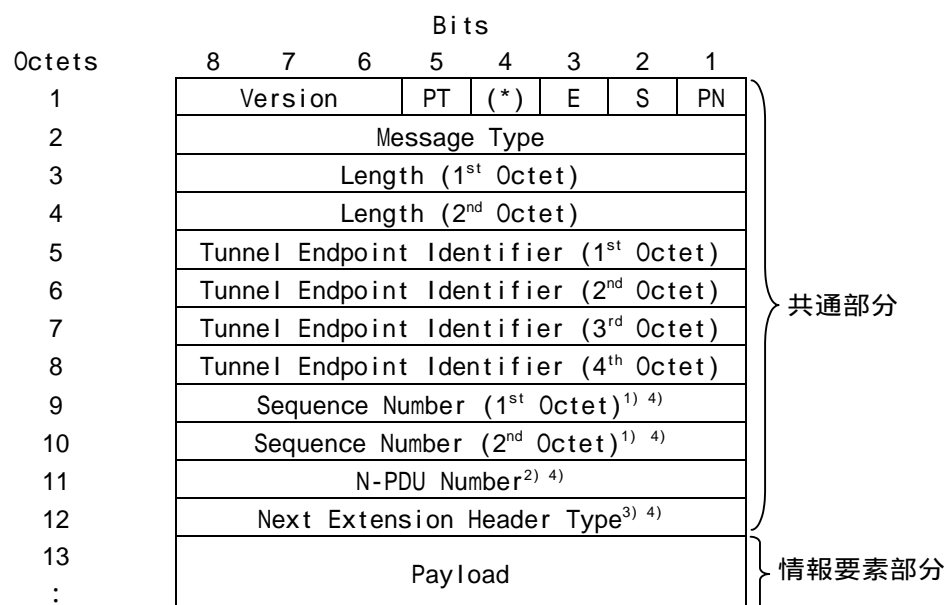 Bits
Octets 8 7 6 5 4 3 2 1
1 Version PT (*) E S PN
2 Message Type
3 Length (1st Octet)
4 Length (2nd Octet)
5 Tunnel Endpoint Identifier (1st Octet)
6 Tunnel Endpoint Identifier (2nd Octet)
7 Tunnel Endpoint Identifier (3rd Octet)
共通部分
8 Tunnel Endpoint Identifier (4th Octet)
9 Sequence Number (1st Octet)1) 4)
10 Sequence Number (2nd Octet)1) 4)
11 N-PDU Number2) 4)
12 Next Extension Header Type3) 4)
13
Payload
情報要素部分
: